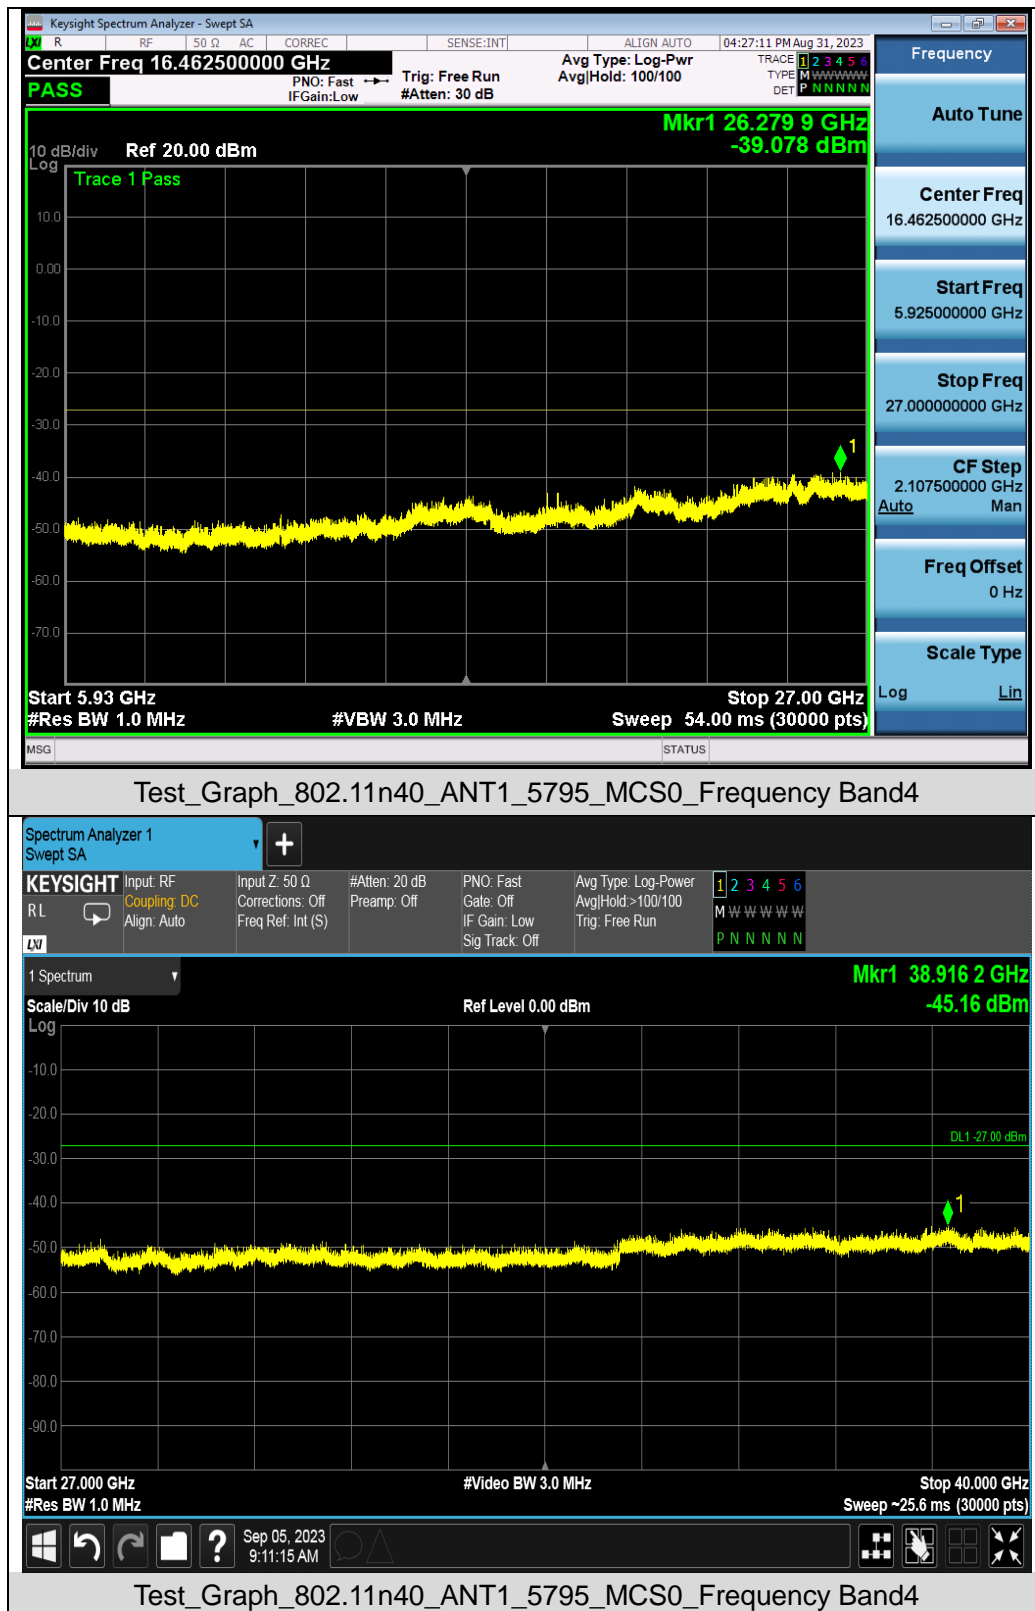 Keysight Spectrum Analyzer - Swept SA
LXI R RF 50 Ω AC CORREC SENSE:INT ALIGN AUTO 04:27:11 PM Aug 31, 2023
Center Freq 16.462500000 GHz
PASS
PNO: Fast
IFGain:Low
Trig: Free Run
#Atten: 30 dB
Avg Type: Log-Pwr
Avg|Hold: 100/100
TRACE 1 2 3 4 5 6
TYPE M W W W W W
DET P N N N N N
Mkr1 26.279 9 GHz
-39.078 dBm
10 dB/div Ref 20.00 dBm
Log
Trace 1 Pass
10.0
0.00
-10.0
-20.0
-30.0
-40.0
-50.0
-60.0
-70.0
1
Start 5.93 GHz Stop 27.00 GHz
#Res BW 1.0 MHz #VBW 3.0 MHz Sweep 54.00 ms (30000 pts)
MSG STATUS
Frequency
Auto Tune
Center Freq
16.462500000 GHz
Start Freq
5.925000000 GHz
Stop Freq
27.000000000 GHz
CF Step
2.107500000 GHz
Auto Man
Freq Offset
0 Hz
Scale Type
Log Lin
Test_Graph_802.11n40_ANT1_5795_MCS0_Frequency Band4
Spectrum Analyzer 1
Swept SA
+
KEYSIGHT
R L
LXI
Input: RF
Coupling: DC
Align: Auto
Input Z: 50 Ω
Corrections: Off
Freq Ref: Int (S)
#Atten: 20 dB
Preamp: Off
PNO: Fast
Gate: Off
IF Gain: Low
Sig Track: Off
Avg Type: Log-Power
Avg|Hold:>100/100
Trig: Free Run
1 2 3 4 5 6
M W W W W W
P N N N N N
1 Spectrum
Mkr1 38.916 2 GHz
-45.16 dBm
Scale/Div 10 dB Ref Level 0.00 dBm
Log
-10.0
-20.0
DL1 -27.00 dBm
-30.0
-40.0
-50.0
-60.0
-70.0
-80.0
-90.0
1
Start 27.000 GHz #Video BW 3.0 MHz Stop 40.000 GHz
#Res BW 1.0 MHz Sweep ~25.6 ms (30000 pts)
?
Sep 05, 2023
9:11:15 AM
Test_Graph_802.11n40_ANT1_5795_MCS0_Frequency Band4